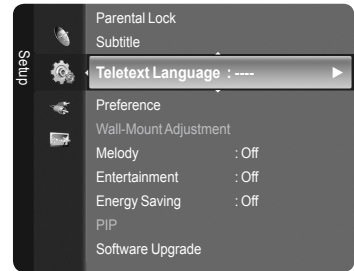 Setup
Parental Lock
Subtitle
Teletext Language : ----
Preference
Wall-Mount Adjustment
Melody : Off
Entertainment : Off
Energy Saving : Off
PIP
Software Upgrade